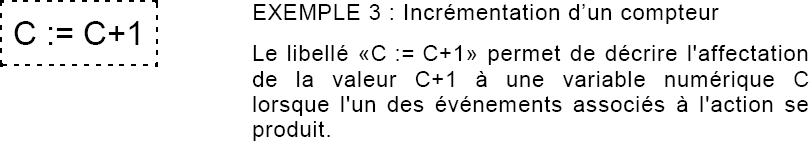 C := C+1
EXEMPLE 3 : Incrémentation d’un compteur
Le libellé «C := C+1» permet de décrire l'affectation
de la valeur C+1 à une variable numérique C
lorsque l'un des événements associés à l'action se
produit.